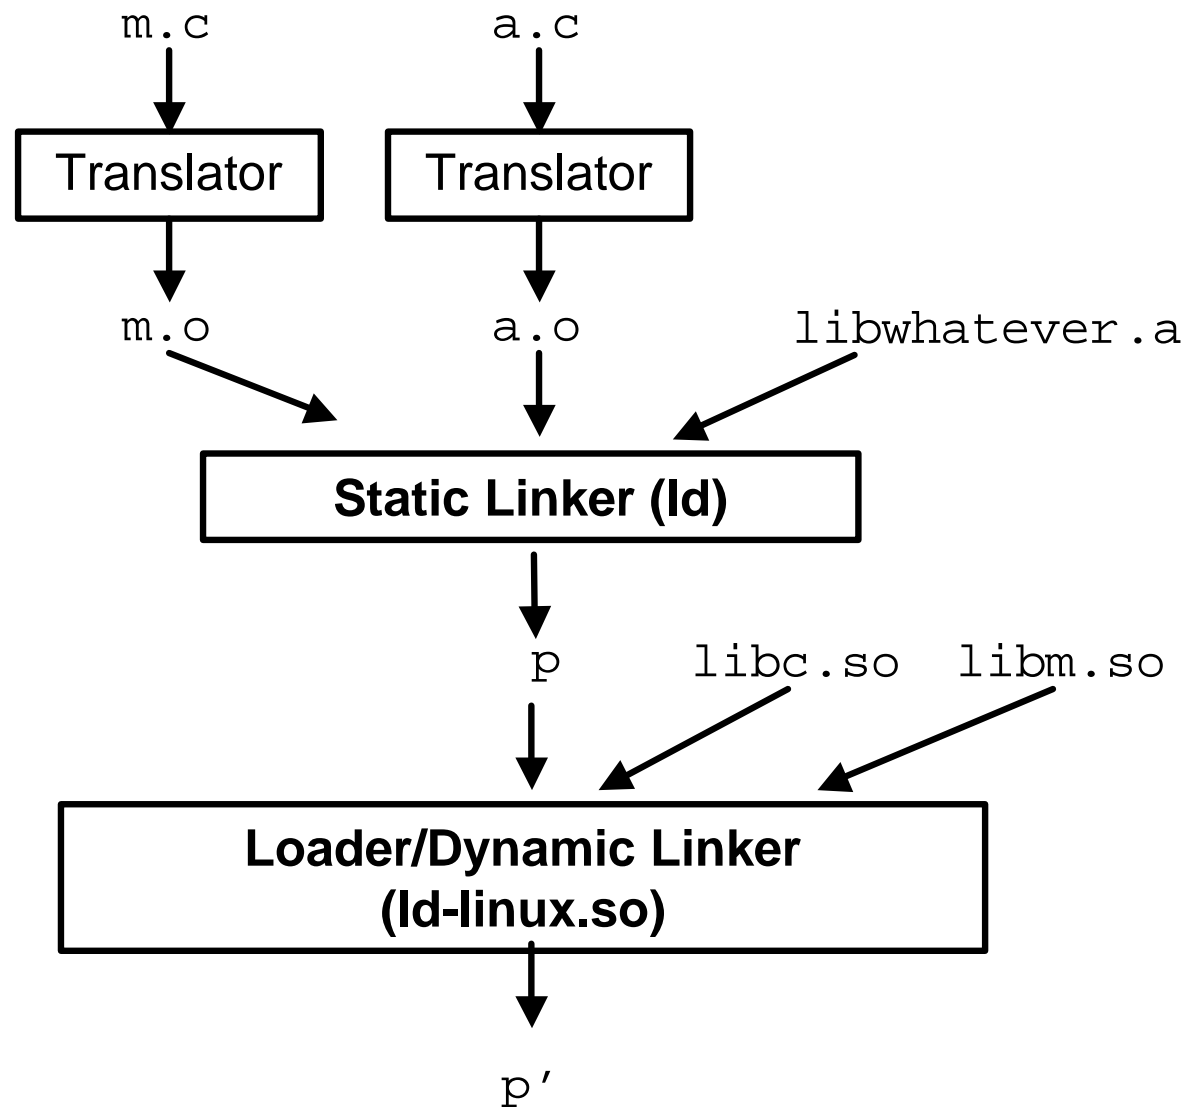 m.c
a.c
Translator
Translator
m.o
a.o
libwhatever.a
Static Linker (ld)
p
libc.so
libm.so
Loader/Dynamic Linker
(ld-linux.so)
p’